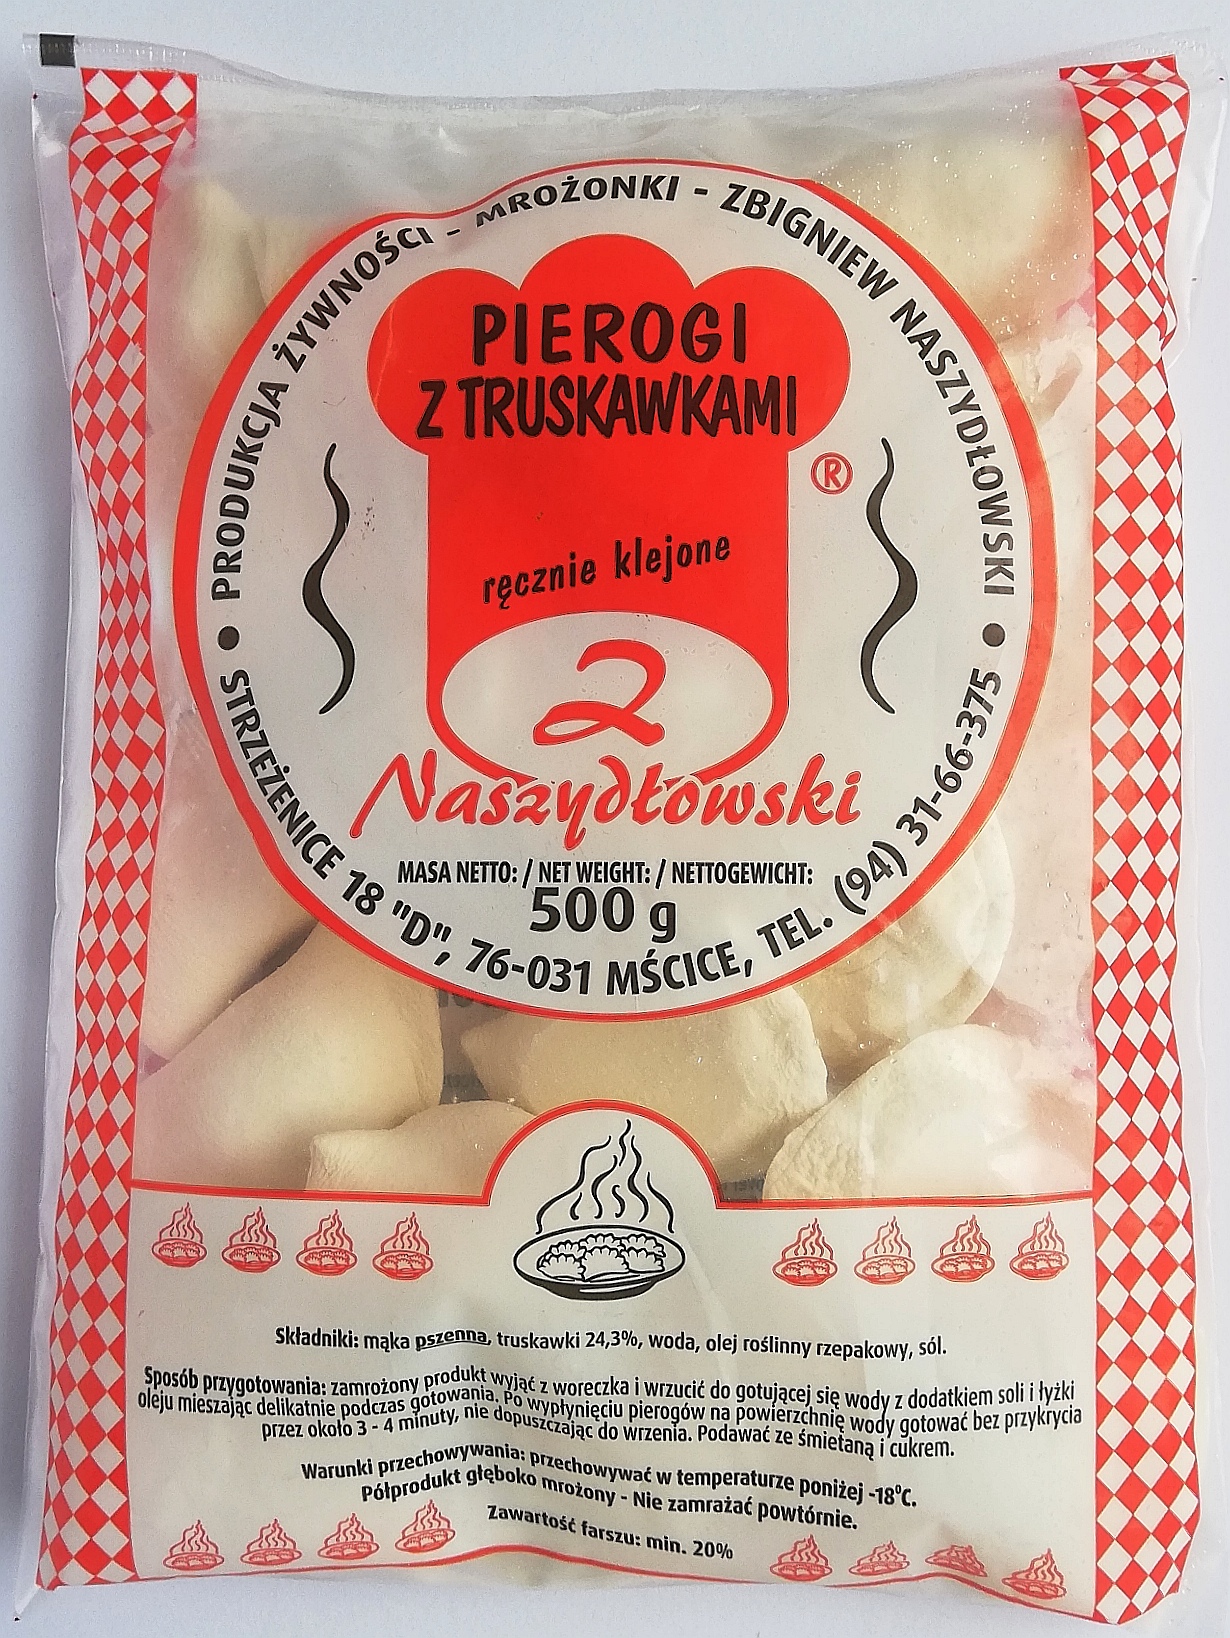 PRODUKCJA ŻYWNOŚCI - MROŻONKI - ZBIGNIEW NASZYDŁOWSKI
PIEROGI
Z TRUSKAWKAMI
®
ręcznie klejone
2
Naszydłowski
MASA NETTO: / NET WEIGHT: / NETTOGEWICHT:
500 g
• STRZEŻENICE 18 "D", 76-031 MŚCICE, TEL. (94) 31-66-375 •
Składniki: mąka pszenna, truskawki 24,3%, woda, olej roślinny rzepakowy, sól.
Sposób przygotowania: zamrożony produkt wyjąć z woreczka i wrzucić do gotującej się wody z dodatkiem soli i łyżki
oleju mieszając delikatnie podczas gotowania. Po wypłynięciu pierogów na powierzchnię wody gotować bez przykrycia
przez około 3 - 4 minuty, nie dopuszczając do wrzenia. Podawać ze śmietaną i cukrem.
Warunki przechowywania: przechowywać w temperaturze poniżej -18°C.
Półprodukt głęboko mrożony - Nie zamrażać powtórnie.
Zawartość farszu: min. 20%